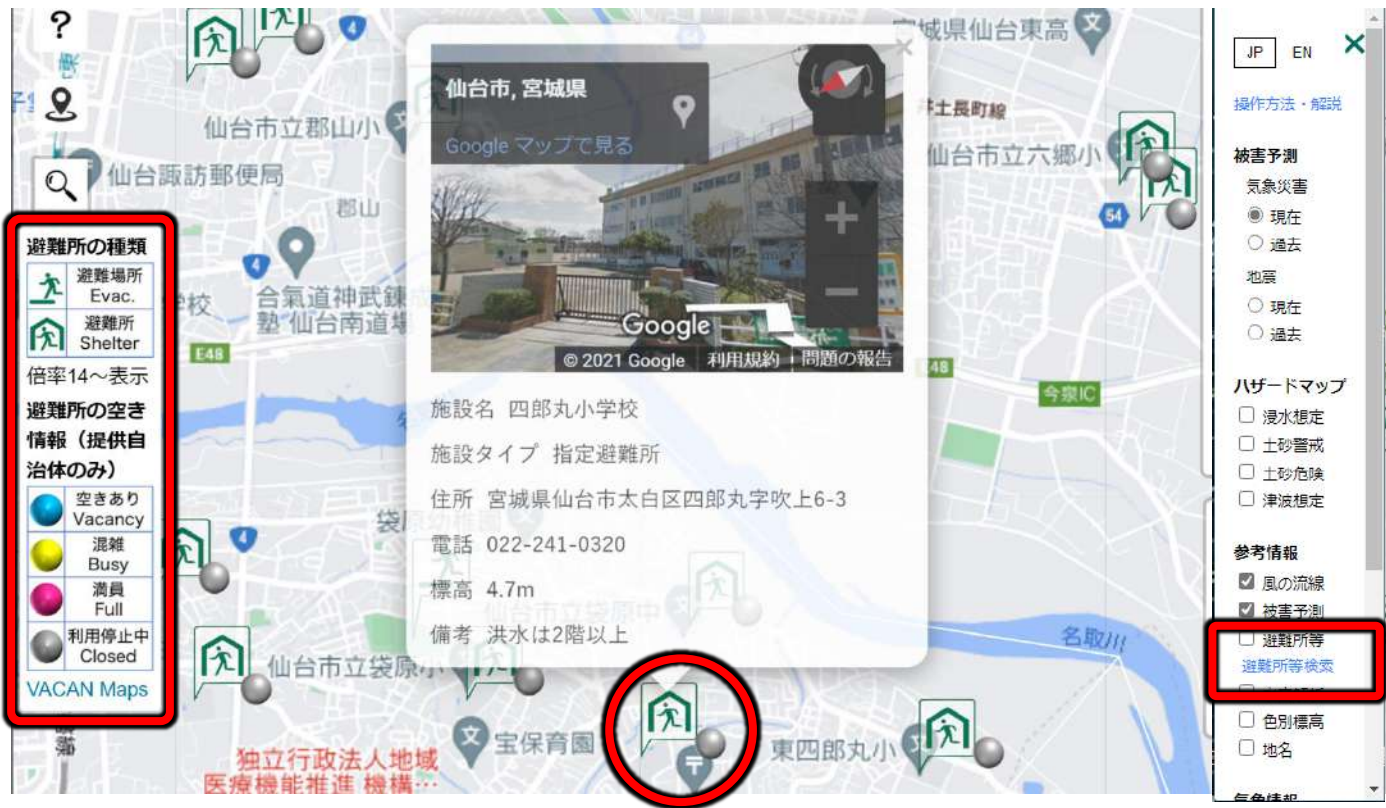 ?
仙台市立郡山小
仙台諏訪郵便局
郡山
4
4
合氣道神武錬
塾 仙台南道場
E48
避難所の種類
避難場所
Evac.
避難所
Shelter
倍率14～表示
避難所の空き
情報（提供自
治体のみ）
空きあり
Vacancy
混雑
Busy
満員
Full
利用停止中
Closed
VACAN Maps
仙台市, 宮城県
Google マップで見る
+
−
Google
© 2021 Google
利用規約
問題の報告
施設名 四郎丸小学校
施設タイプ 指定避難所
住所 宮城県仙台市太白区四郎丸字吹上6-3
電話 022-241-0320
標高 4.7m
備考 洪水は2階以上
宮城県仙台東高
井土長町線
仙台市立六郷小
54
48
今泉IC
名取川
4
仙台市立袋原中
仙台市立袋原小
宝保育園
東四郎丸小
独立行政法人地域
医療機能推進 機構…
JP
EN
操作方法・解説
被害予測
気象災害
現在
過去
地震
現在
過去
ハザードマップ
浸水想定
土砂警戒
土砂危険
津波想定
参考情報
風の流線
被害予測
避難所等
避難所等検索
色別標高
地名
気象情報